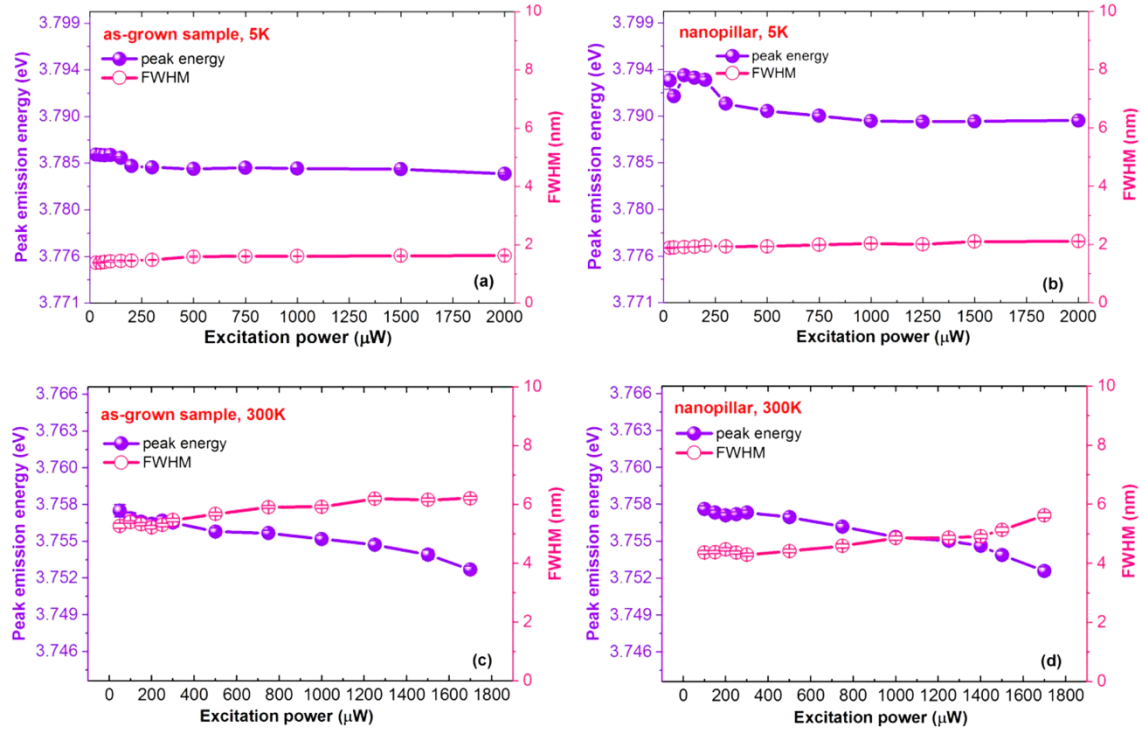 as-grown sample, 5K
peak energy
FWHM
Peak emission energy (eV)
3.799
3.794
3.790
3.785
3.780
3.776
3.771
10
8
6
4
2
0
FWHM (nm)
(a)
0 250 500 750 1000 1250 1500 1750 2000
Excitation power (μW)
nanopillar, 5K
peak energy
FWHM
Peak emission energy (eV)
3.799
3.794
3.790
3.785
3.780
3.776
3.771
10
8
6
4
2
0
FWHM (nm)
(b)
0 250 500 750 1000 1250 1500 1750 2000
Excitation power (μW)
as-grown sample, 300K
peak energy
FWHM
Peak emission energy (eV)
3.766
3.763
3.760
3.758
3.755
3.752
3.749
3.746
10
8
6
4
2
0
FWHM (nm)
(c)
0 200 400 600 800 1000 1200 1400 1600 1800
Excitation power (μW)
nanopillar, 300K
peak energy
FWHM
Peak emission energy (eV)
3.766
3.763
3.760
3.758
3.755
3.752
3.749
3.746
10
8
6
4
2
0
FWHM (nm)
(d)
0 200 400 600 800 1000 1200 1400 1600 1800
Excitation power (μW)